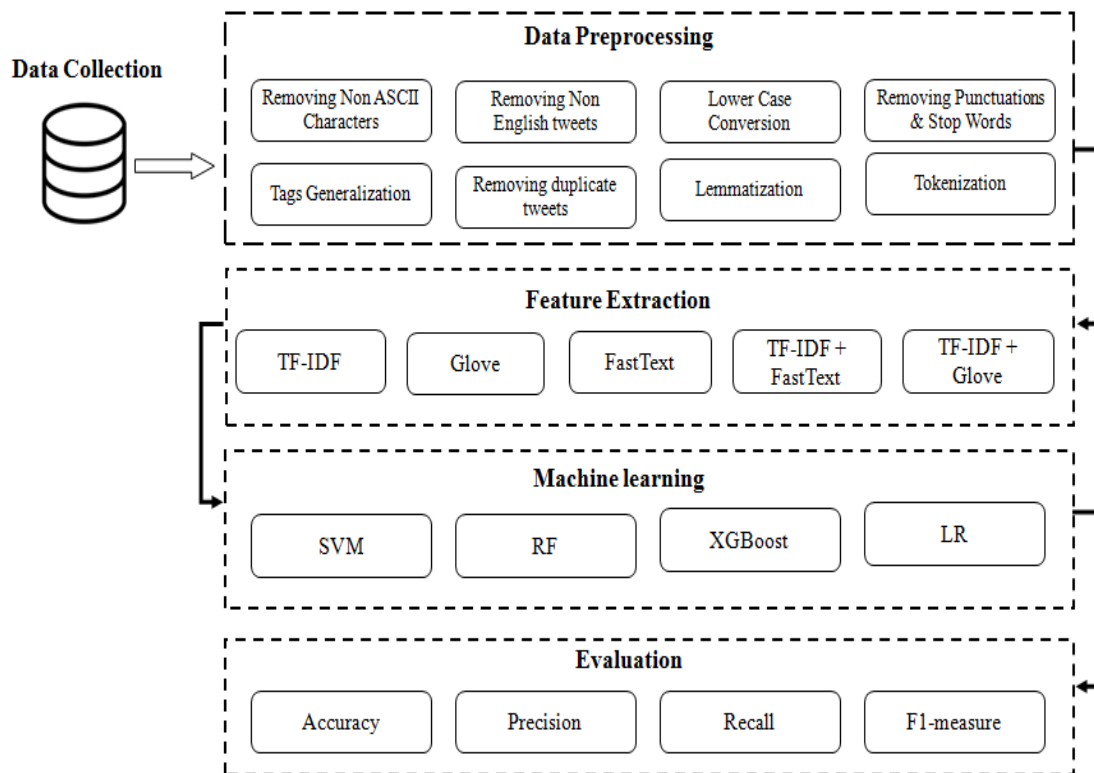 Data Collection
Data Preprocessing
Removing Non ASCII
Characters
Removing Non
English tweets
Lower Case
Conversion
Removing Punctuations
& Stop Words
Tags Generalization
Removing duplicate
tweets
Lemmatization
Tokenization
Feature Extraction
TF-IDF
Glove
FastText
TF-IDF +
FastText
TF-IDF +
Glove
Machine learning
SVM
RF
XGBoost
LR
Evaluation
Accuracy
Precision
Recall
F1-measure